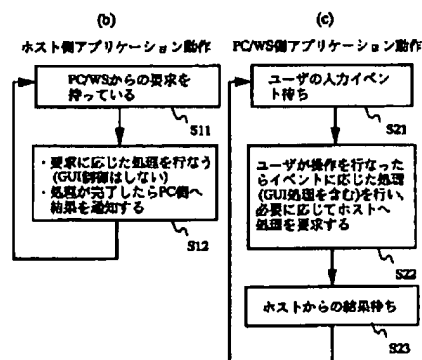 (b)
ホスト側アプリケーション動作
PC/WSからの要求を
持っている
S11
・要求に応じた処理を行なう
(GUI制御はしない)
・処理が完了したらPC側へ
結果を通知する
S12
(c)
PC/WS側アプリケーション動作
ユーザの入力イベ
ント待ち
S21
ユーザが操作を行なった
らイベントに応じた処理
(GUI処理を含む)を行い,
必要に応じてホストへ
処理を要求する
S22
ホストからの結果待ち
S23